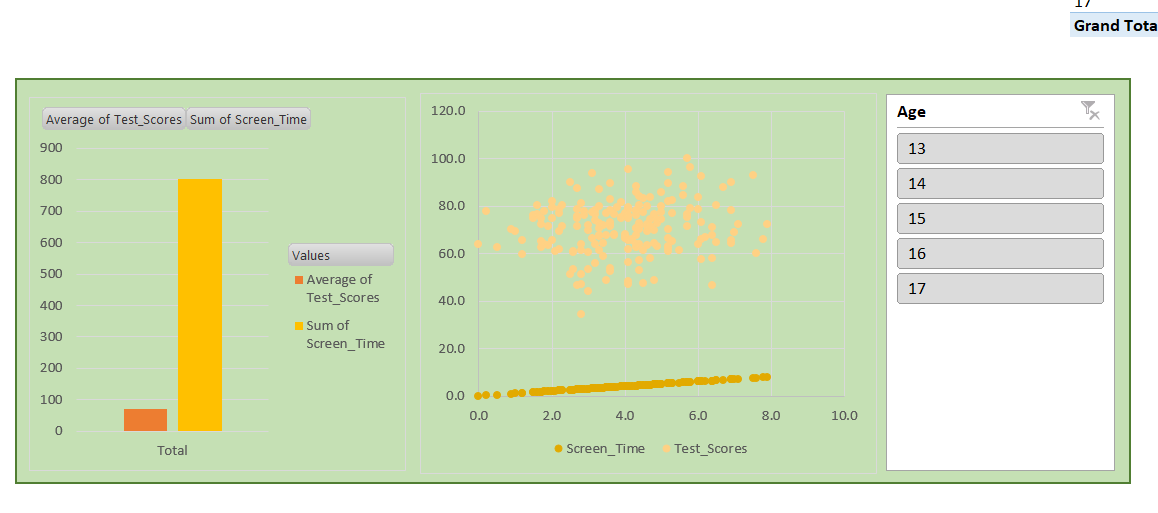 17
Grand Tota
Average of Test_Scores Sum of Screen_Time
900
800
700
600
500
400
300
200
100
0
Total
Values
Average of
Test_Scores
Sum of
Screen_Time
120.0
100.0
80.0
60.0
40.0
20.0
0.0
0.0 2.0 4.0 6.0 8.0 10.0
Screen_Time Test_Scores
Age
13
14
15
16
17